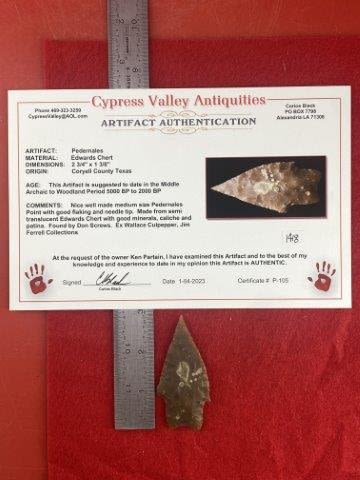 Cypress Valley Antiquities
Phone 469-323-3259
CypressValley@AOL.com
Carlos Black
PO BOX 7798
Alexandria LA 71306
ARTIFACT AUTHENTICATION
ARTIFACT: Pedernales
MATERIAL: Edwards Chert
DIMENSIONS: 2 3/4" x 1 3/8"
ORIGIN: Coryell County Texas
AGE: This Artifact is suggested to date in the Middle
Archaic to Woodland Period 5000 BP to 2000 BP
COMMENTS: Nice well made medium size Pedernales
Point with good flaking and needle tip. Made from semi
translucent Edwards Chert with good minerals, caliche and
patina. Found by Don Screws. Ex Wallace Culpepper, Jim
Ferrell Collections
At the request of the owner Ken Partain, I have examined this Artifact and to the best of my
knowledge and experience to date in my opinion this Artifact is AUTHENTIC.
Signed
Carlos Black
Date 1-04-2023
Certificate # P-105